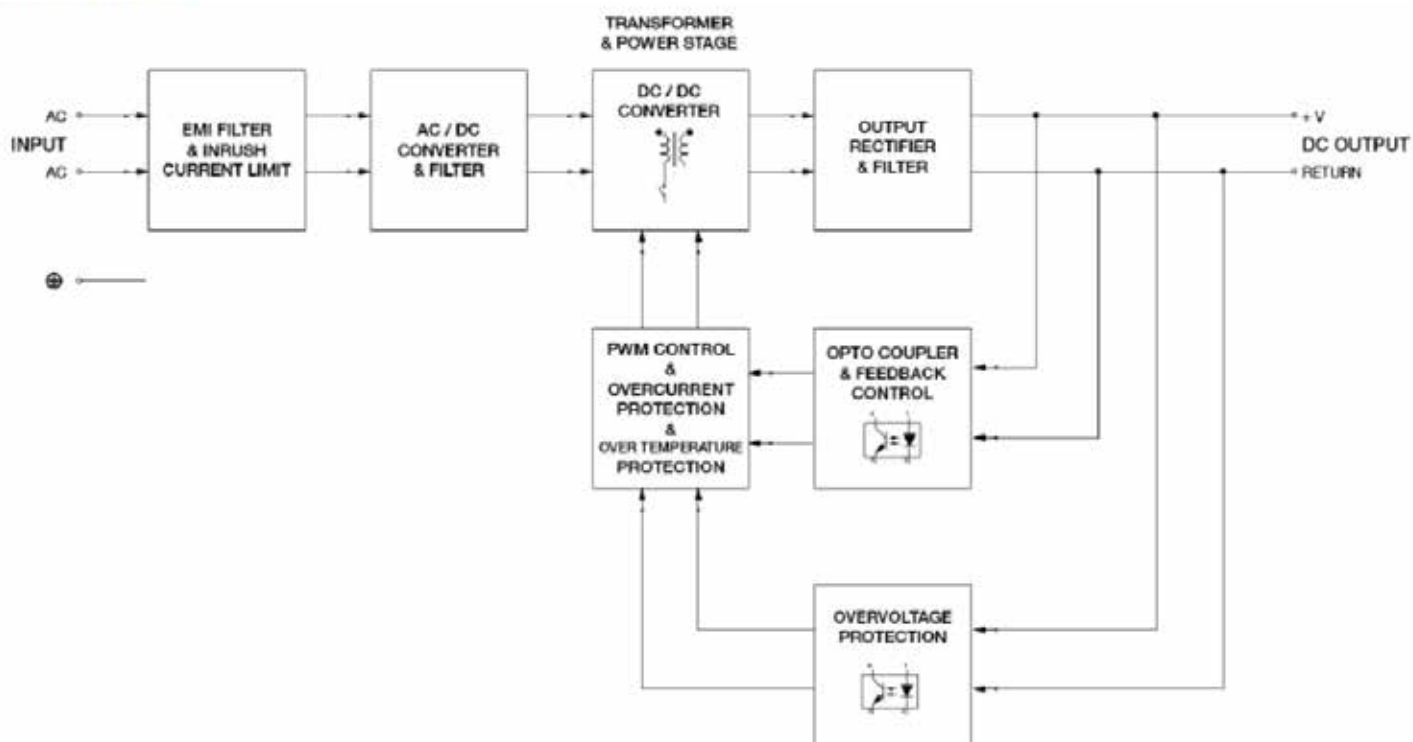 TRANSFORMER
& POWER STAGE
AC
INPUT
AC
EMI FILTER
& INRUSH
CURRENT LIMIT
AC / DC
CONVERTER
& FILTER
DC / DC
CONVERTER
OUTPUT
RECTIFIER
& FILTER
+ V
DC OUTPUT
RETURN
PWM CONTROL
&
OVERCURRENT
PROTECTION
&
OVER TEMPERATURE
PROTECTION
OPTO COUPLER
& FEEDBACK
CONTROL
OVERVOLTAGE
PROTECTION